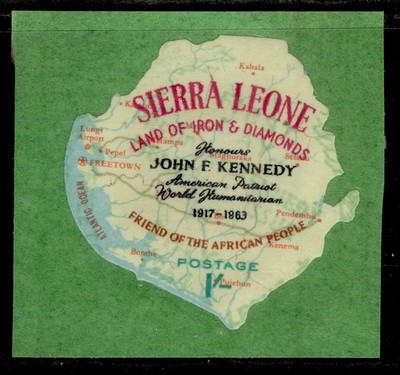 Kabala
SIERRA LEONE
LAND OF IRON & DIAMONDS
Lungi
Airport
Pepel
FREETOWN
Honours
JOHN F. KENNEDY
American Patriot
World Humanitarian
1917-1963
Pendembu
FRIEND OF THE AFRICAN PEOPLE
Kenema
ATLANTIC OCEAN
Bonthe
POSTAGE
1/-
Pujehun